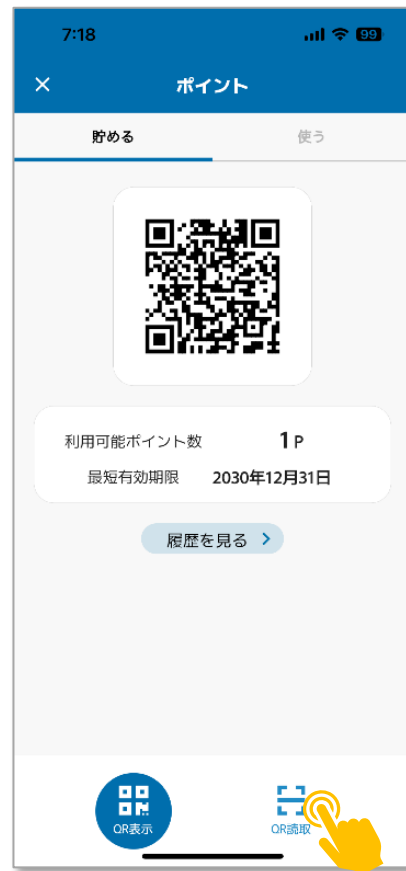 7:18 99
× ポイント
貯める 使う
利用可能ポイント数 1 P
最短有効期限 2030年12月31日
履歴を見る >
QR表示 QR読取